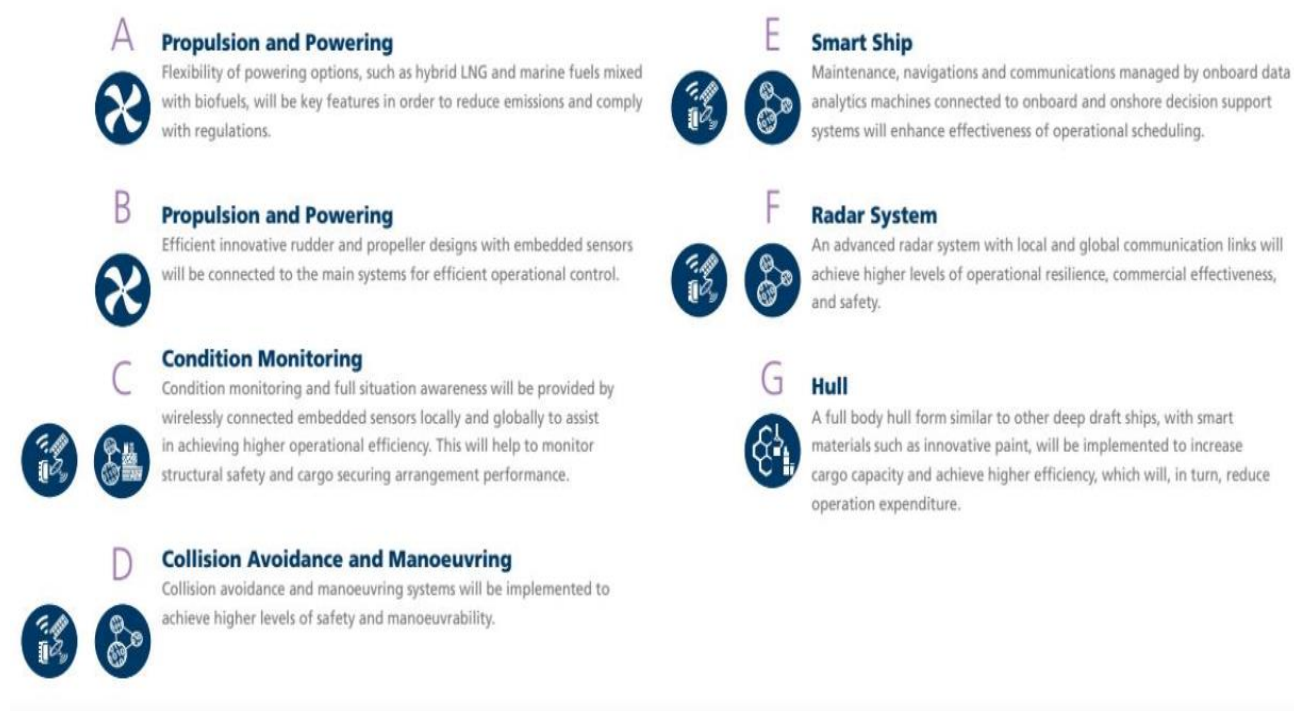 A
Propulsion and Powering
Flexibility of powering options, such as hybrid LNG and marine fuels mixed
with biofuels, will be key features in order to reduce emissions and comply
with regulations.
B
Propulsion and Powering
Efficient innovative rudder and propeller designs with embedded sensors
will be connected to the main systems for efficient operational control.
C
Condition Monitoring
Condition monitoring and full situation awareness will be provided by
wirelessly connected embedded sensors locally and globally to assist
in achieving higher operational efficiency. This will help to monitor
structural safety and cargo securing arrangement performance.
D
Collision Avoidance and Manoeuvring
Collision avoidance and manoeuvring systems will be implemented to
achieve higher levels of safety and manoeuvrability.
E
Smart Ship
Maintenance, navigations and communications managed by onboard data
analytics machines connected to onboard and onshore decision support
systems will enhance effectiveness of operational scheduling.
F
Radar System
An advanced radar system with local and global communication links will
achieve higher levels of operational resilience, commercial effectiveness,
and safety.
G
Hull
A full body hull form similar to other deep draft ships, with smart
materials such as innovative paint, will be implemented to increase
cargo capacity and achieve higher efficiency, which will, in turn, reduce
operation expenditure.